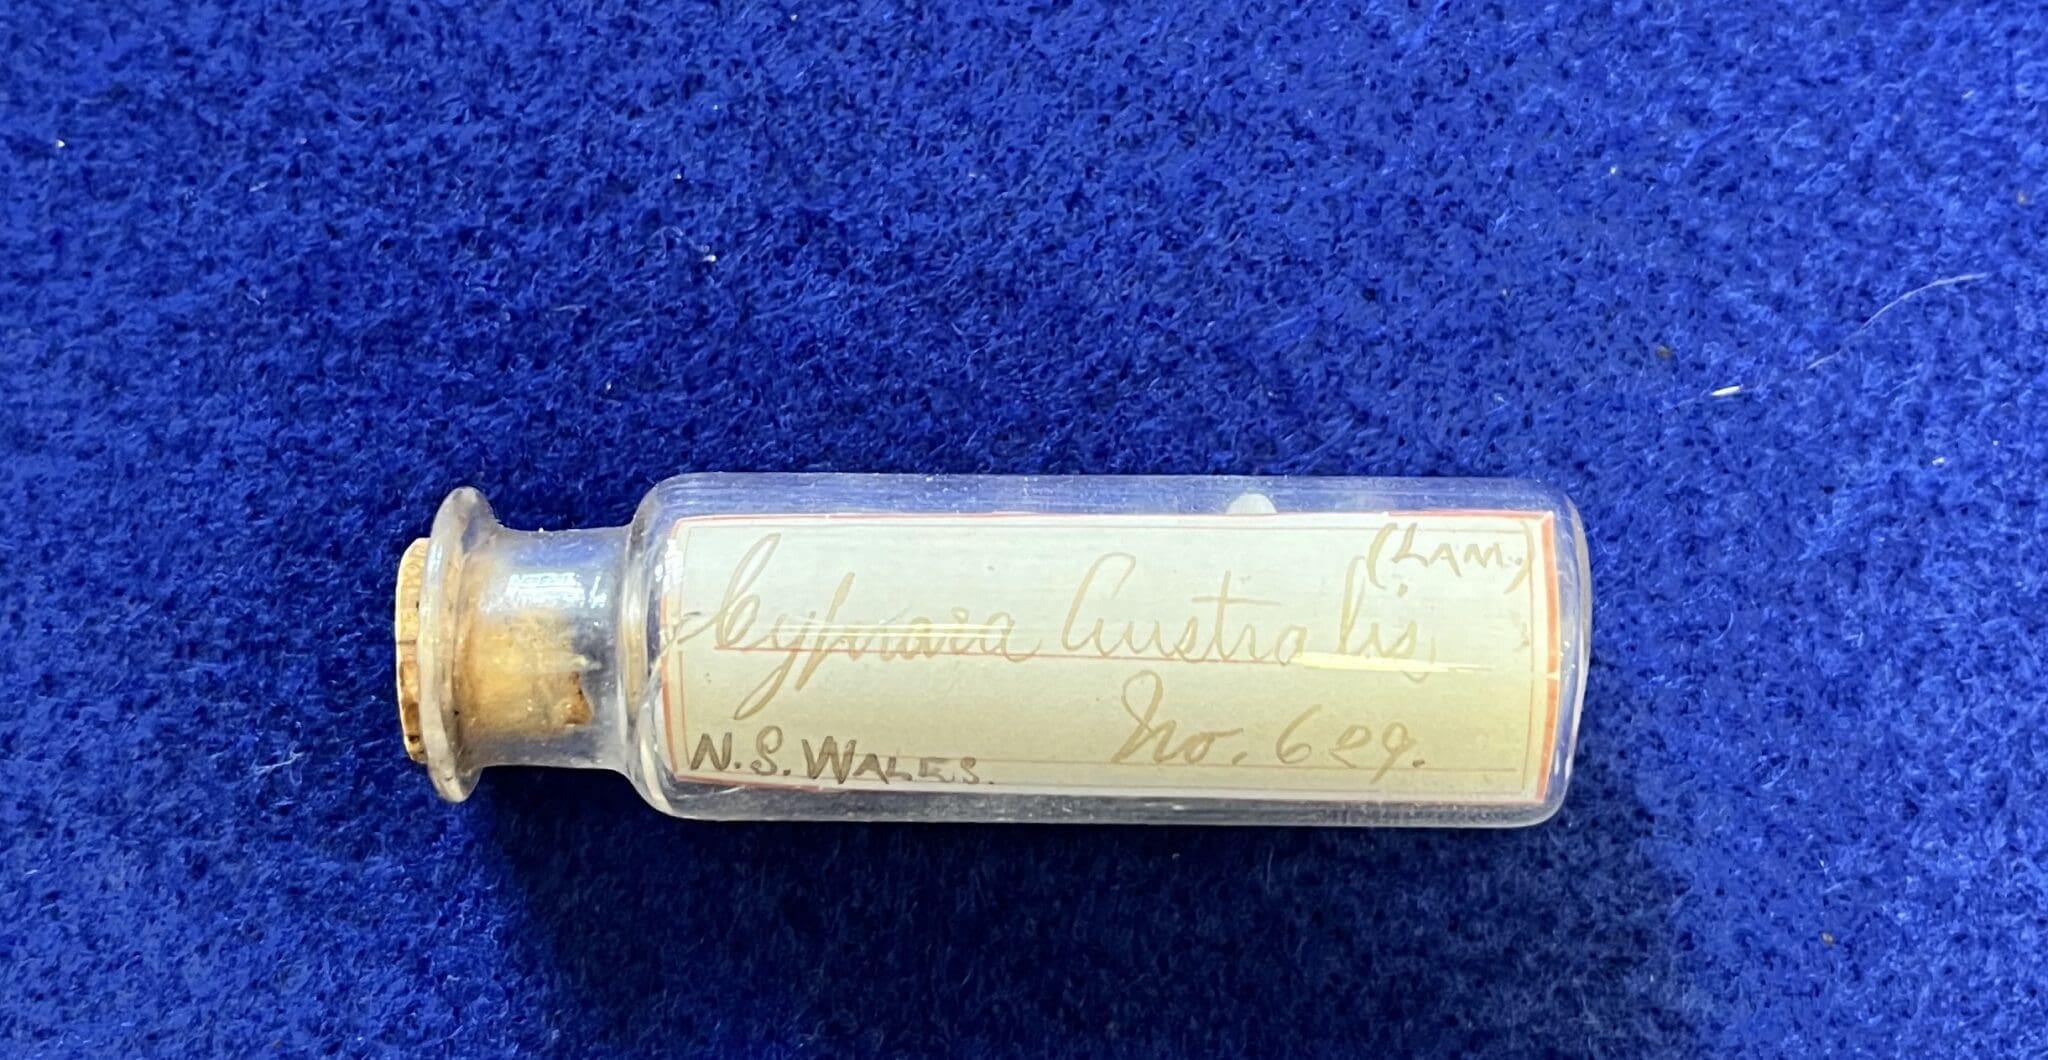 (LAM.)
Cypraea Australis
No. 629.
N.S. WALES.